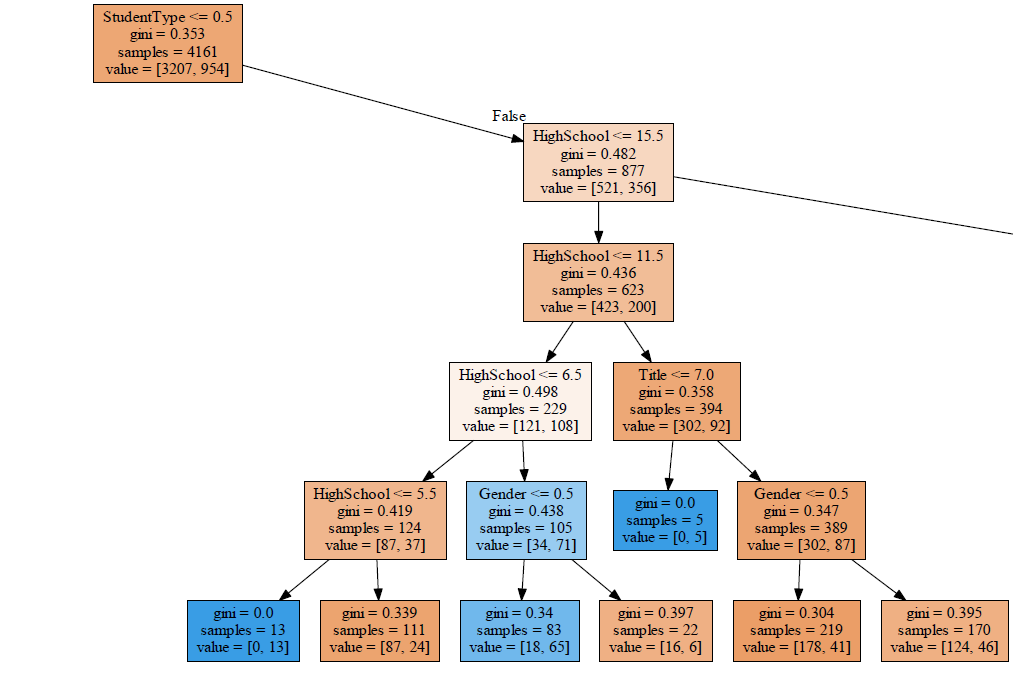 StudentType <= 0.5
gini = 0.353
samples = 4161
value = [3207, 954]
False
HighSchool <= 15.5
gini = 0.482
samples = 877
value = [521, 356]
HighSchool <= 11.5
gini = 0.436
samples = 623
value = [423, 200]
HighSchool <= 6.5
gini = 0.498
samples = 229
value = [121, 108]
Title <= 7.0
gini = 0.358
samples = 394
value = [302, 92]
HighSchool <= 5.5
gini = 0.419
samples = 124
value = [87, 37]
Gender <= 0.5
gini = 0.438
samples = 105
value = [34, 71]
gini = 0.0
samples = 5
value = [0, 5]
Gender <= 0.5
gini = 0.347
samples = 389
value = [302, 87]
gini = 0.0
samples = 13
value = [0, 13]
gini = 0.339
samples = 111
value = [87, 24]
gini = 0.34
samples = 83
value = [18, 65]
gini = 0.397
samples = 22
value = [16, 6]
gini = 0.304
samples = 219
value = [178, 41]
gini = 0.395
samples = 170
value = [124, 46]